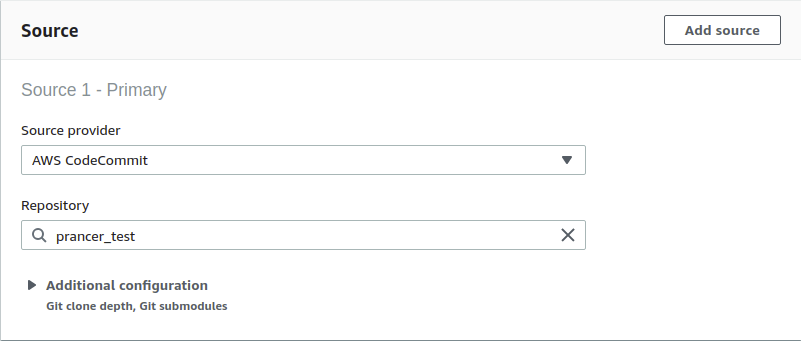 Source
Add source
Source 1 - Primary
Source provider
AWS CodeCommit
Repository
prancer_test
Additional configuration
Git clone depth, Git submodules